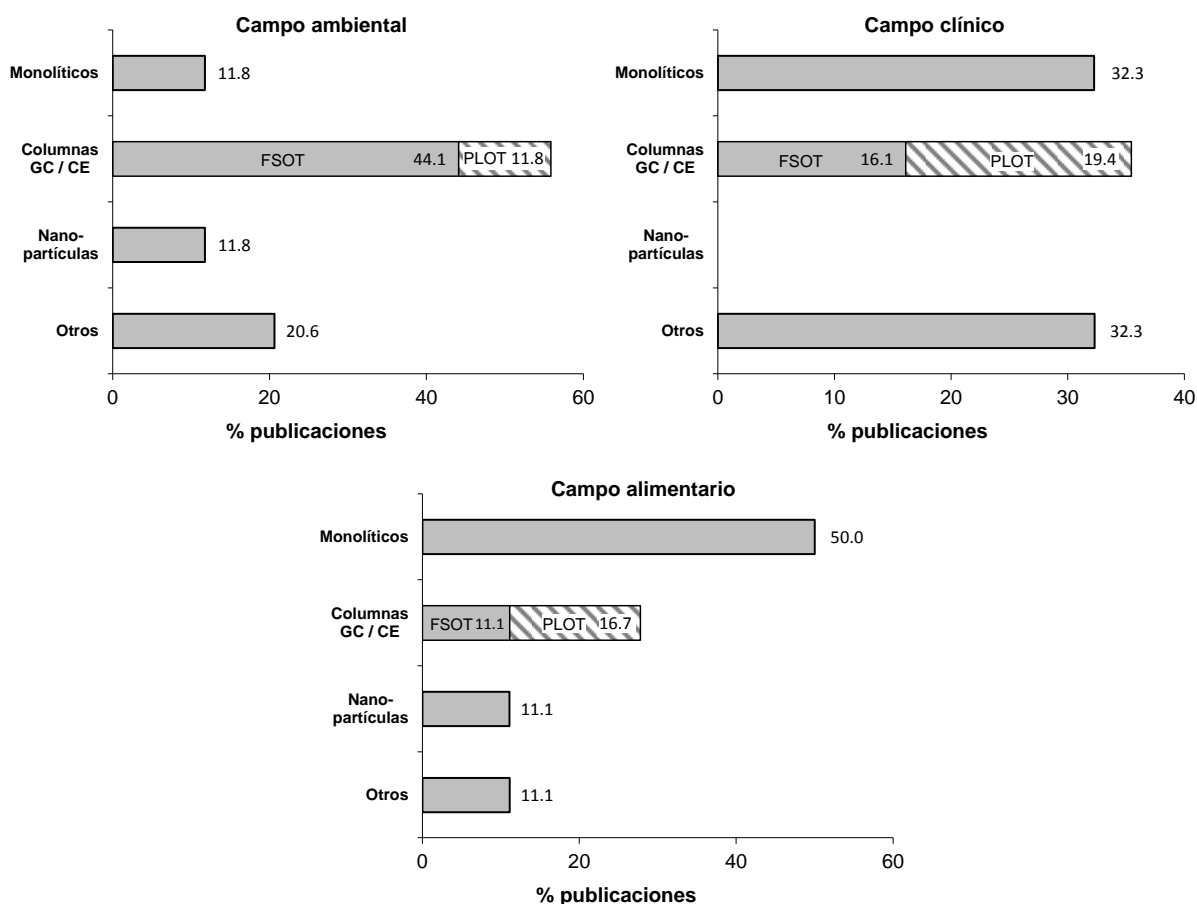 Campo ambiental
Monolíticos
11.8
Columnas
GC / CE
FSOT 44.1 PLOT 11.8
Nano-
partículas
11.8
Otros
20.6
0 20 40 60
% publicaciones
Campo clínico
Monolíticos
32.3
Columnas
GC / CE
FSOT 16.1 PLOT 19.4
Nano-
partículas
Otros
32.3
0 10 20 30 40
% publicaciones
Campo alimentario
Monolíticos
50.0
Columnas
GC / CE
FSOT 11.1 PLOT 16.7
Nano-
partículas
11.1
Otros
11.1
0 20 40 60
% publicaciones